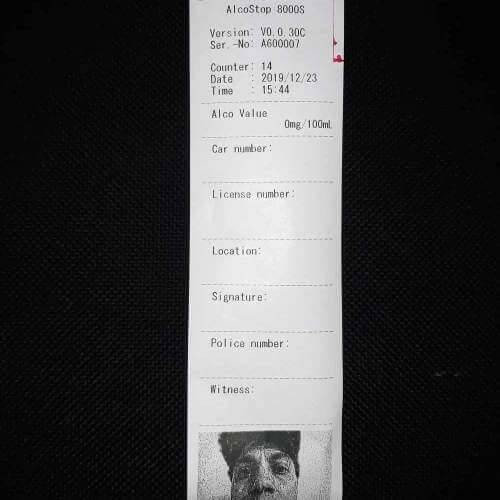 AlcoStop 8000S
Version: V0.0.30C
Ser.-No: A600007
Counter: 14
Date : 2019/12/23
Time : 15:44
Alco Value
0mg/100mL
Car number:
License number:
Location:
Signature:
Police number:
Witness: